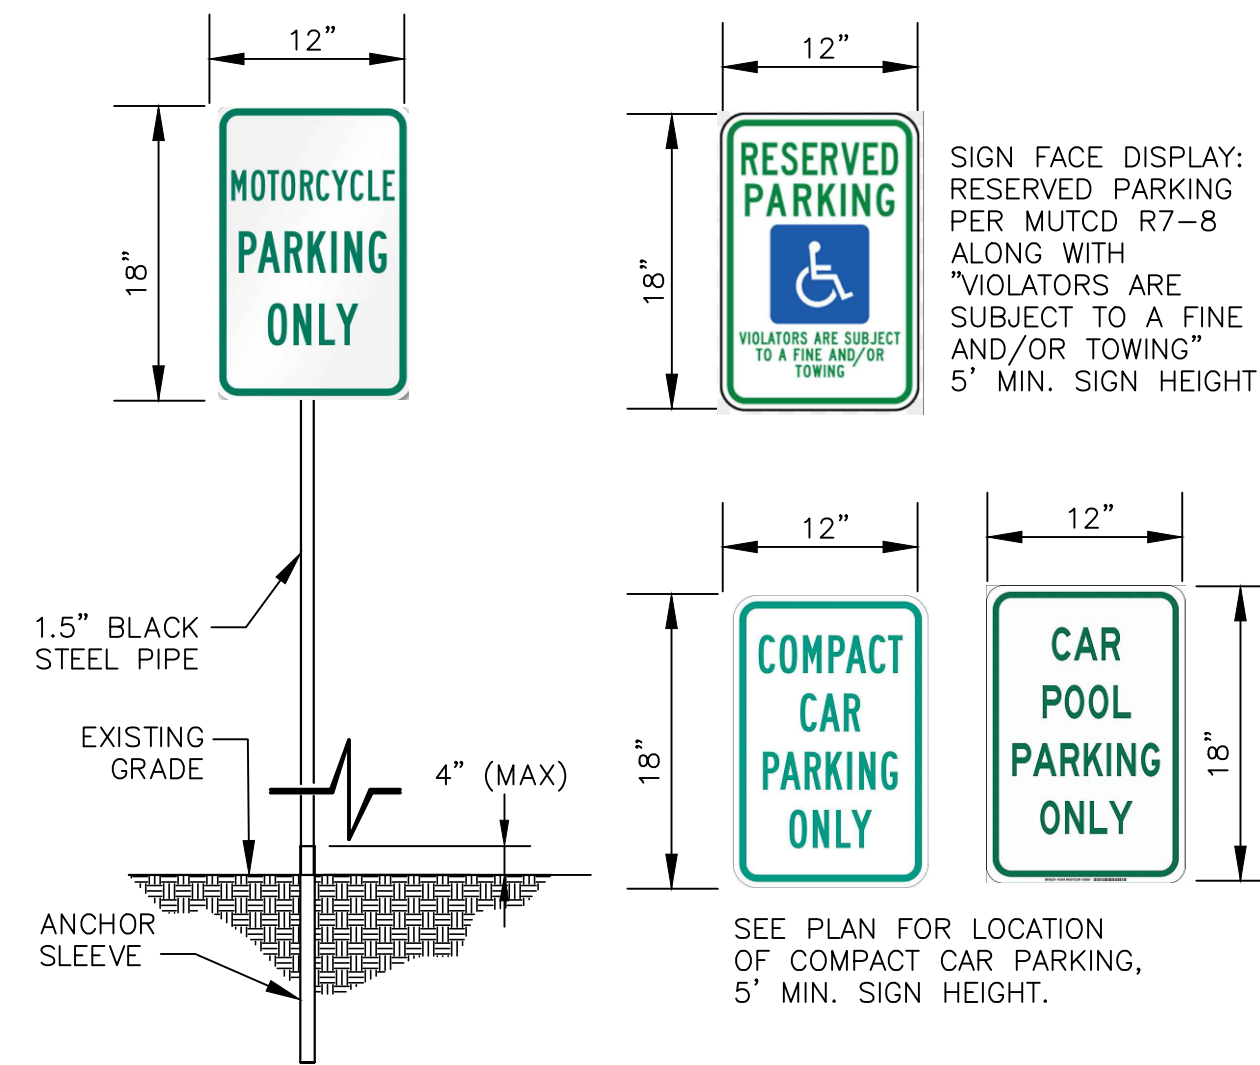 12”
18”
MOTORCYCLE
PARKING
ONLY
1.5” BLACK
STEEL PIPE
EXISTING
GRADE
4” (MAX)
ANCHOR
SLEEVE
12”
18”
RESERVED
PARKING
VIOLATORS ARE SUBJECT
TO A FINE AND/OR
TOWING
SIGN FACE DISPLAY:
RESERVED PARKING
PER MUTCD R7-8
ALONG WITH
”VIOLATORS ARE
SUBJECT TO A FINE
AND/OR TOWING”
5’ MIN. SIGN HEIGHT
12”
18”
COMPACT
CAR
PARKING
ONLY
12”
18”
CAR
POOL
PARKING
ONLY
SEE PLAN FOR LOCATION
OF COMPACT CAR PARKING,
5’ MIN. SIGN HEIGHT.